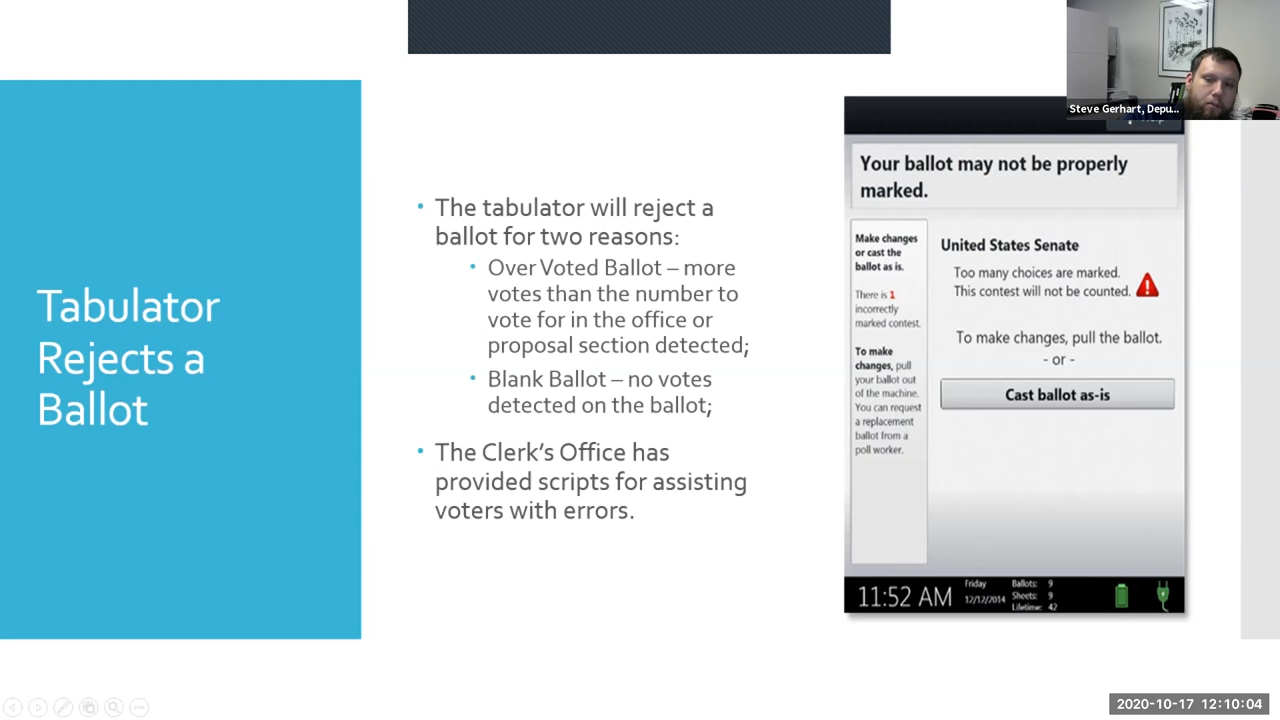 Steve Gerhart, Depu...
Tabulator
Rejects a
Ballot
• The tabulator will reject a
ballot for two reasons:
• Over Voted Ballot – more
votes than the number to
vote for in the office or
proposal section detected;
• Blank Ballot – no votes
detected on the ballot;
• The Clerk's Office has
provided scripts for assisting
voters with errors.
Your ballot may not be properly
marked.
Make changes
or cast the
ballot as is.
There is 1
incorrectly
marked contest.
To make
changes, pull
your ballot out
of the machine.
You can request
a replacement
ballot from a
poll worker.
United States Senate
Too many choices are marked.
This contest will not be counted.
To make changes, pull the ballot.
- or -
Cast ballot as-is
11:52 AM
Friday
12/12/2014
Ballots: 9
Sheets: 9
Lifetime: 42
2020-10-17 12:10:04